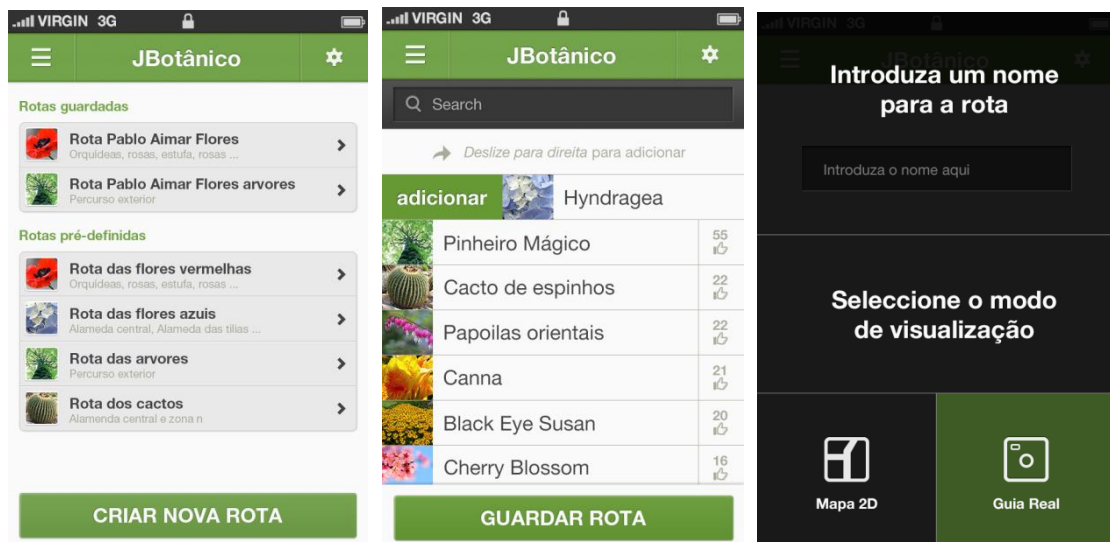 VIRGIN 3G
JBotânico
Rotas guardadas
Rota Pablo Aimar Flores
Orquídeas, rosas, estufa, rosas ...
Rota Pablo Aimar Flores arvores
Percurso exterior
Rotas pré-definidas
Rota das flores vermelhas
Orquídeas, rosas, estufa, rosas ...
Rota das flores azuis
Alameda central, Alameda das tilias ...
Rota das arvores
Percurso exterior
Rota dos cactos
Alamenda central e zona n
CRIAR NOVA ROTA
VIRGIN 3G
JBotânico
Search
Deslize para direita para adicionar
adicionar Hyndragea
Pinheiro Mágico 55
Cacto de espinhos 22
Papoilas orientais 22
Canna 21
Black Eye Susan 20
Cherry Blossom 16
GUARDAR ROTA
VIRGIN 3G
JBotânico
Introduza um nome
para a rota
Introduza o nome aqui
Seleccione o modo
de visualização
Mapa 2D Guia Real